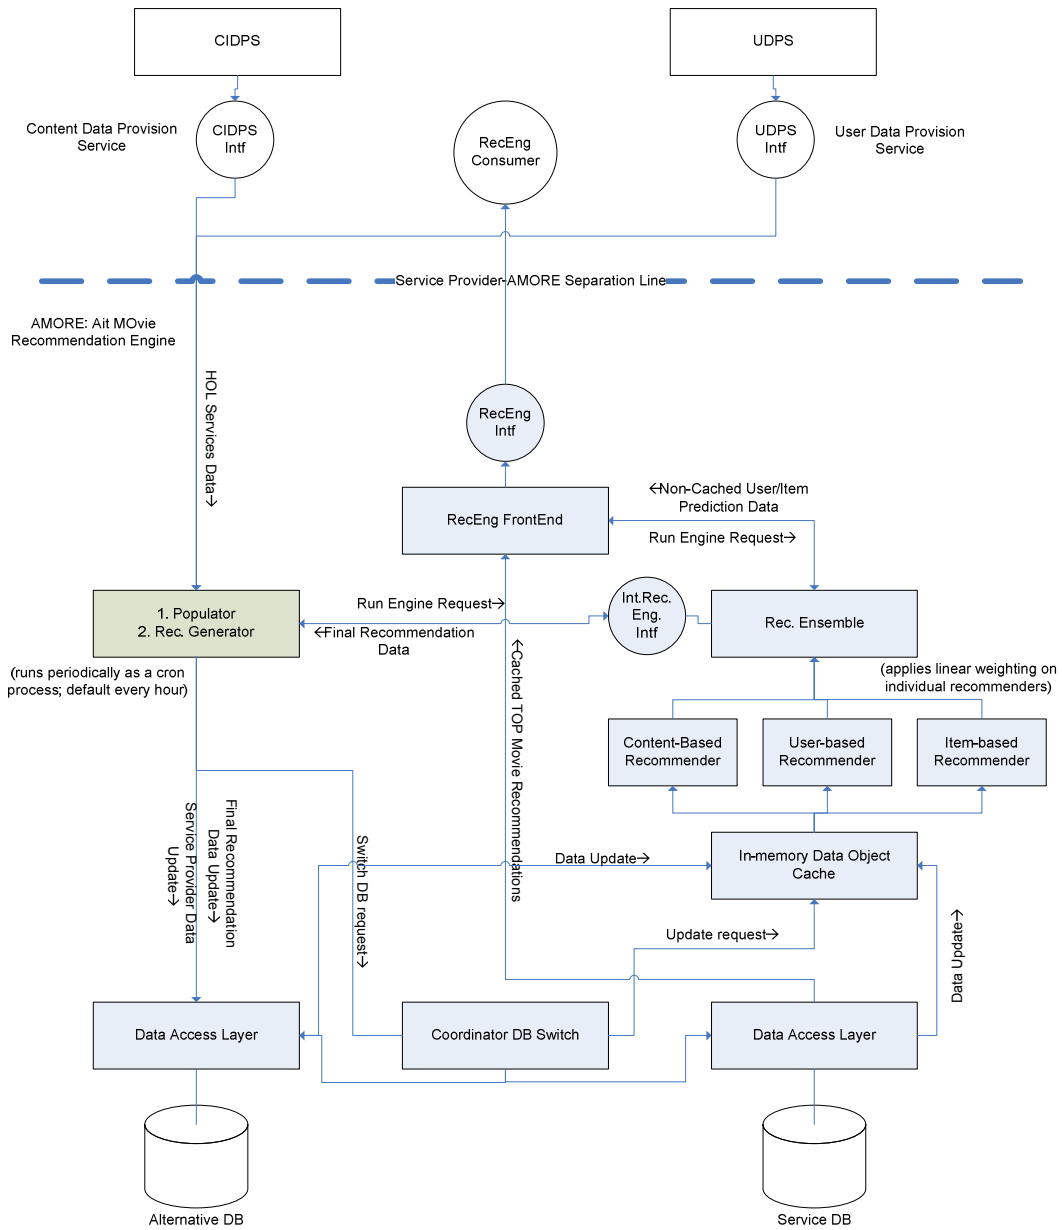 CIDPS
UDPS
Content Data Provision
Service
CIDPS
Intf
RecEng
Consumer
UDPS
Intf
User Data Provision
Service
Service Provider-AMORE Separation Line
AMORE: Ait MOvie
Recommendation Engine
HOL Services Data→
RecEng
Intf
RecEng FrontEnd
←Non-Cached User/Item
Prediction Data
Run Engine Request→
1. Populator
2. Rec. Generator
(runs periodically as a cron
process; default every hour)
Run Engine Request→
←Final Recommendation
Data
Int.Rec.
Eng.
Intf
Rec. Ensemble
(applies linear weighting on
individual recommenders)
←Cached TOP Movie Recommendations
Content-Based
Recommender
User-based
Recommender
Item-based
Recommender
Final Recommendation
Data Update→
Service Provider Data
Update→
Switch DB request→
Data Update→
In-memory Data Object
Cache
Update request→
Data Update→
Data Access Layer
Coordinator DB Switch
Data Access Layer
Alternative DB
Service DB